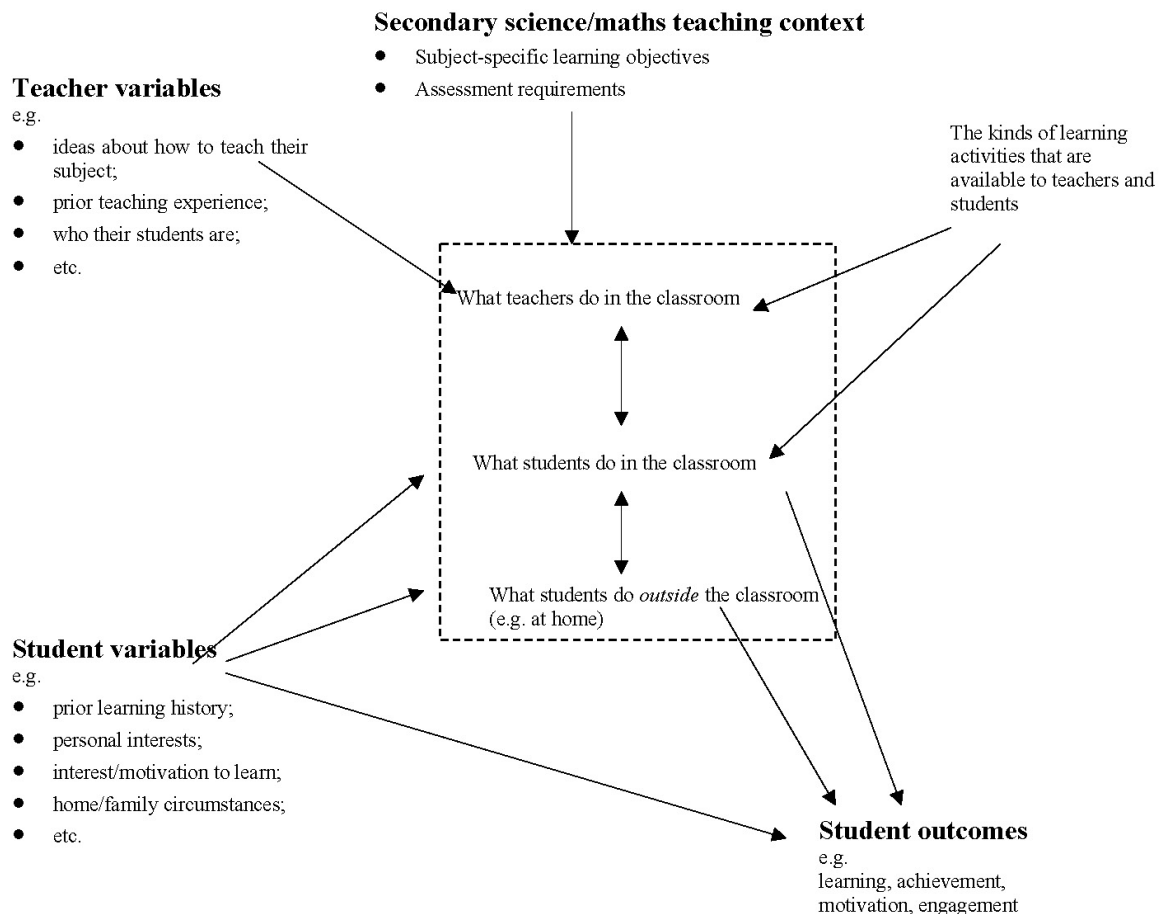 Secondary science/maths teaching context
● Subject-specific learning objectives
● Assessment requirements
Teacher variables
e.g.
● ideas about how to teach their
subject;
● prior teaching experience;
● who their students are;
● etc.
The kinds of learning
activities that are
available to teachers and
students
What teachers do in the classroom
What students do in the classroom
What students do outside the classroom
(e.g. at home)
Student variables
e.g.
● prior learning history;
● personal interests;
● interest/motivation to learn;
● home/family circumstances;
● etc.
Student outcomes
e.g.
learning, achievement,
motivation, engagement